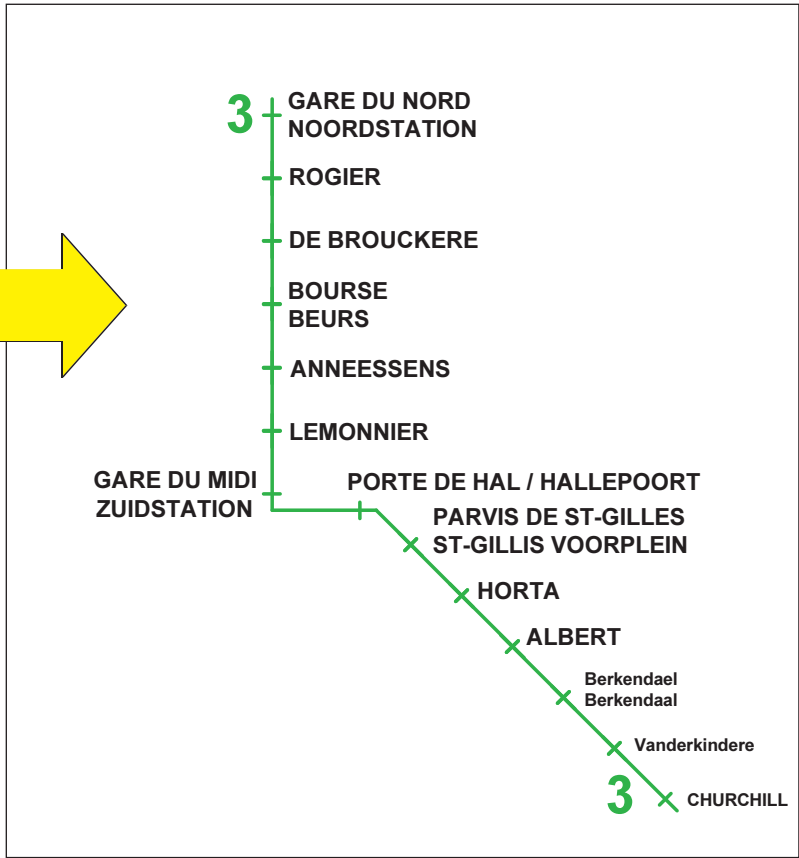 3
GARE DU NORD
NOORDSTATION
ROGIER
DE BROUCKERE
BOURSE
BEURS
ANNEESSENS
LEMONNIER
GARE DU MIDI
ZUIDSTATION
PORTE DE HAL / HALLEPOORT
PARVIS DE ST-GILLES
ST-GILLIS VOORPLEIN
HORTA
ALBERT
Berkendael
Berkendaal
Vanderkindere
3
CHURCHILL